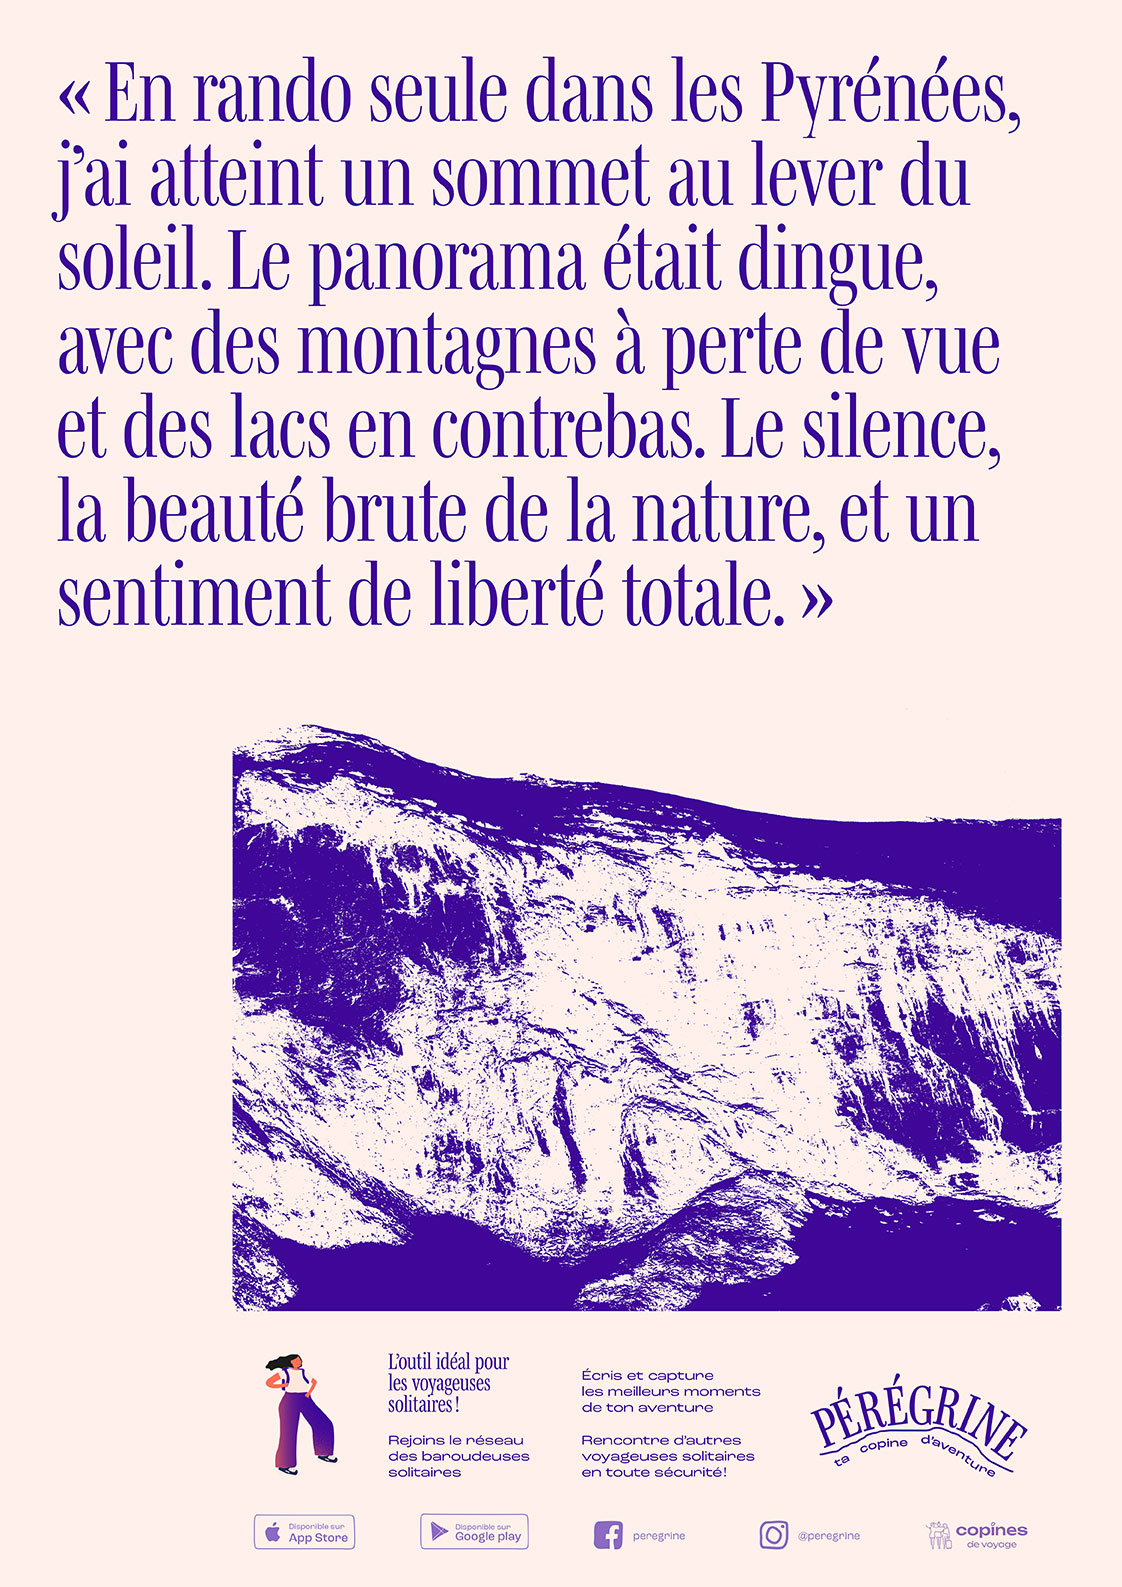 « En rando seule dans les Pyrénées,
j’ai atteint un sommet au lever du
soleil. Le panorama était dingue,
avec des montagnes à perte de vue
et des lacs en contrebas. Le silence,
la beauté brute de la nature, et un
sentiment de liberté totale. »
L’outil idéal pour
les voyageuses
solitaires !
Rejoins le réseau
des baroudeuses
solitaires
Écris et capture
les meilleurs moments
de ton aventure
Rencontre d’autres
voyageuses solitaires
en toute sécurité !
PÉRÉGRINE
ta copine d’aventure
Disponible sur
App Store
Disponible sur
Google play
peregrine
@peregrine
copines
de voyage